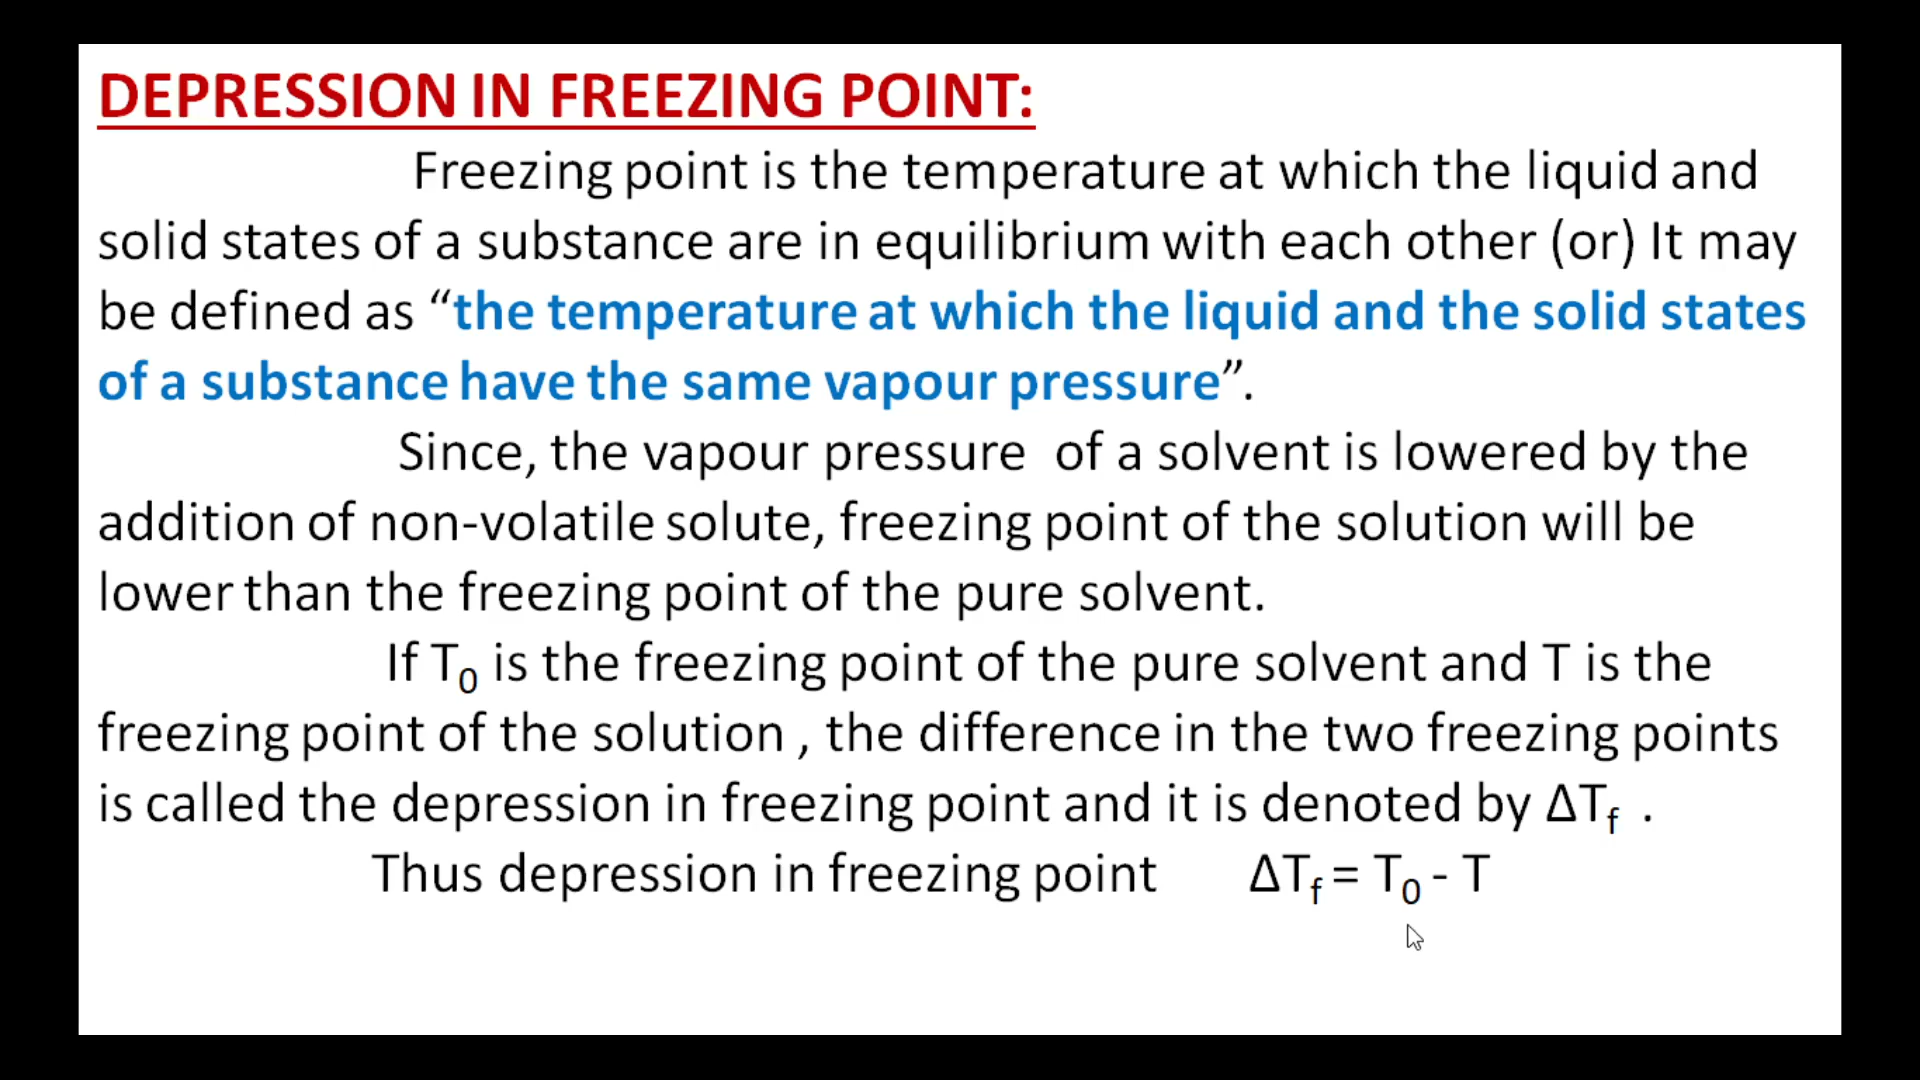 DEPRESSION IN FREEZING POINT:
Freezing point is the temperature at which the liquid and
solid states of a substance are in equilibrium with each other (or) It may
be defined as “the temperature at which the liquid and the solid states
of a substance have the same vapour pressure”.
Since, the vapour pressure of a solvent is lowered by the
addition of non-volatile solute, freezing point of the solution will be
lower than the freezing point of the pure solvent.
If T₀ is the freezing point of the pure solvent and T is the
freezing point of the solution , the difference in the two freezing points
is called the depression in freezing point and it is denoted by ΔTf .
Thus depression in freezing point ΔTf = T₀ - T